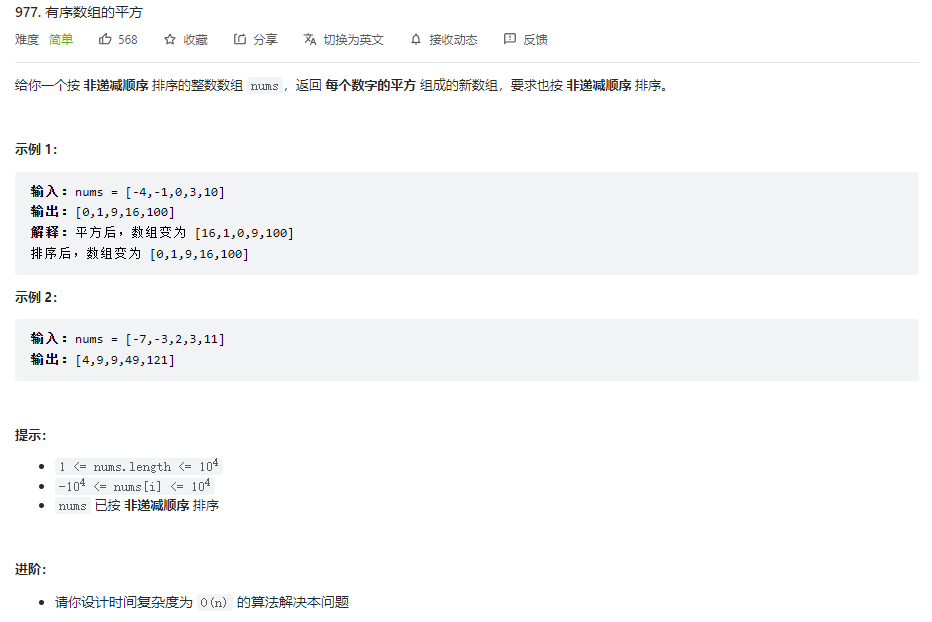 977. 有序数组的平方
难度 简单 568 收藏 分享 切换为英文 接收动态 反馈
给你一个按 非递减顺序 排序的整数数组 nums，返回 每个数字的平方 组成的新数组，要求也按 非递减顺序 排序。
示例 1：
输入：nums = [-4,-1,0,3,10]
输出：[0,1,9,16,100]
解释：平方后，数组变为 [16,1,0,9,100]
排序后，数组变为 [0,1,9,16,100]
示例 2：
输入：nums = [-7,-3,2,3,11]
输出：[4,9,9,49,121]
提示：
• 1 <= nums.length <= 10⁴
• -10⁴ <= nums[i] <= 10⁴
• nums 已按 非递减顺序 排序
进阶：
• 请你设计时间复杂度为 O(n) 的算法解决本问题